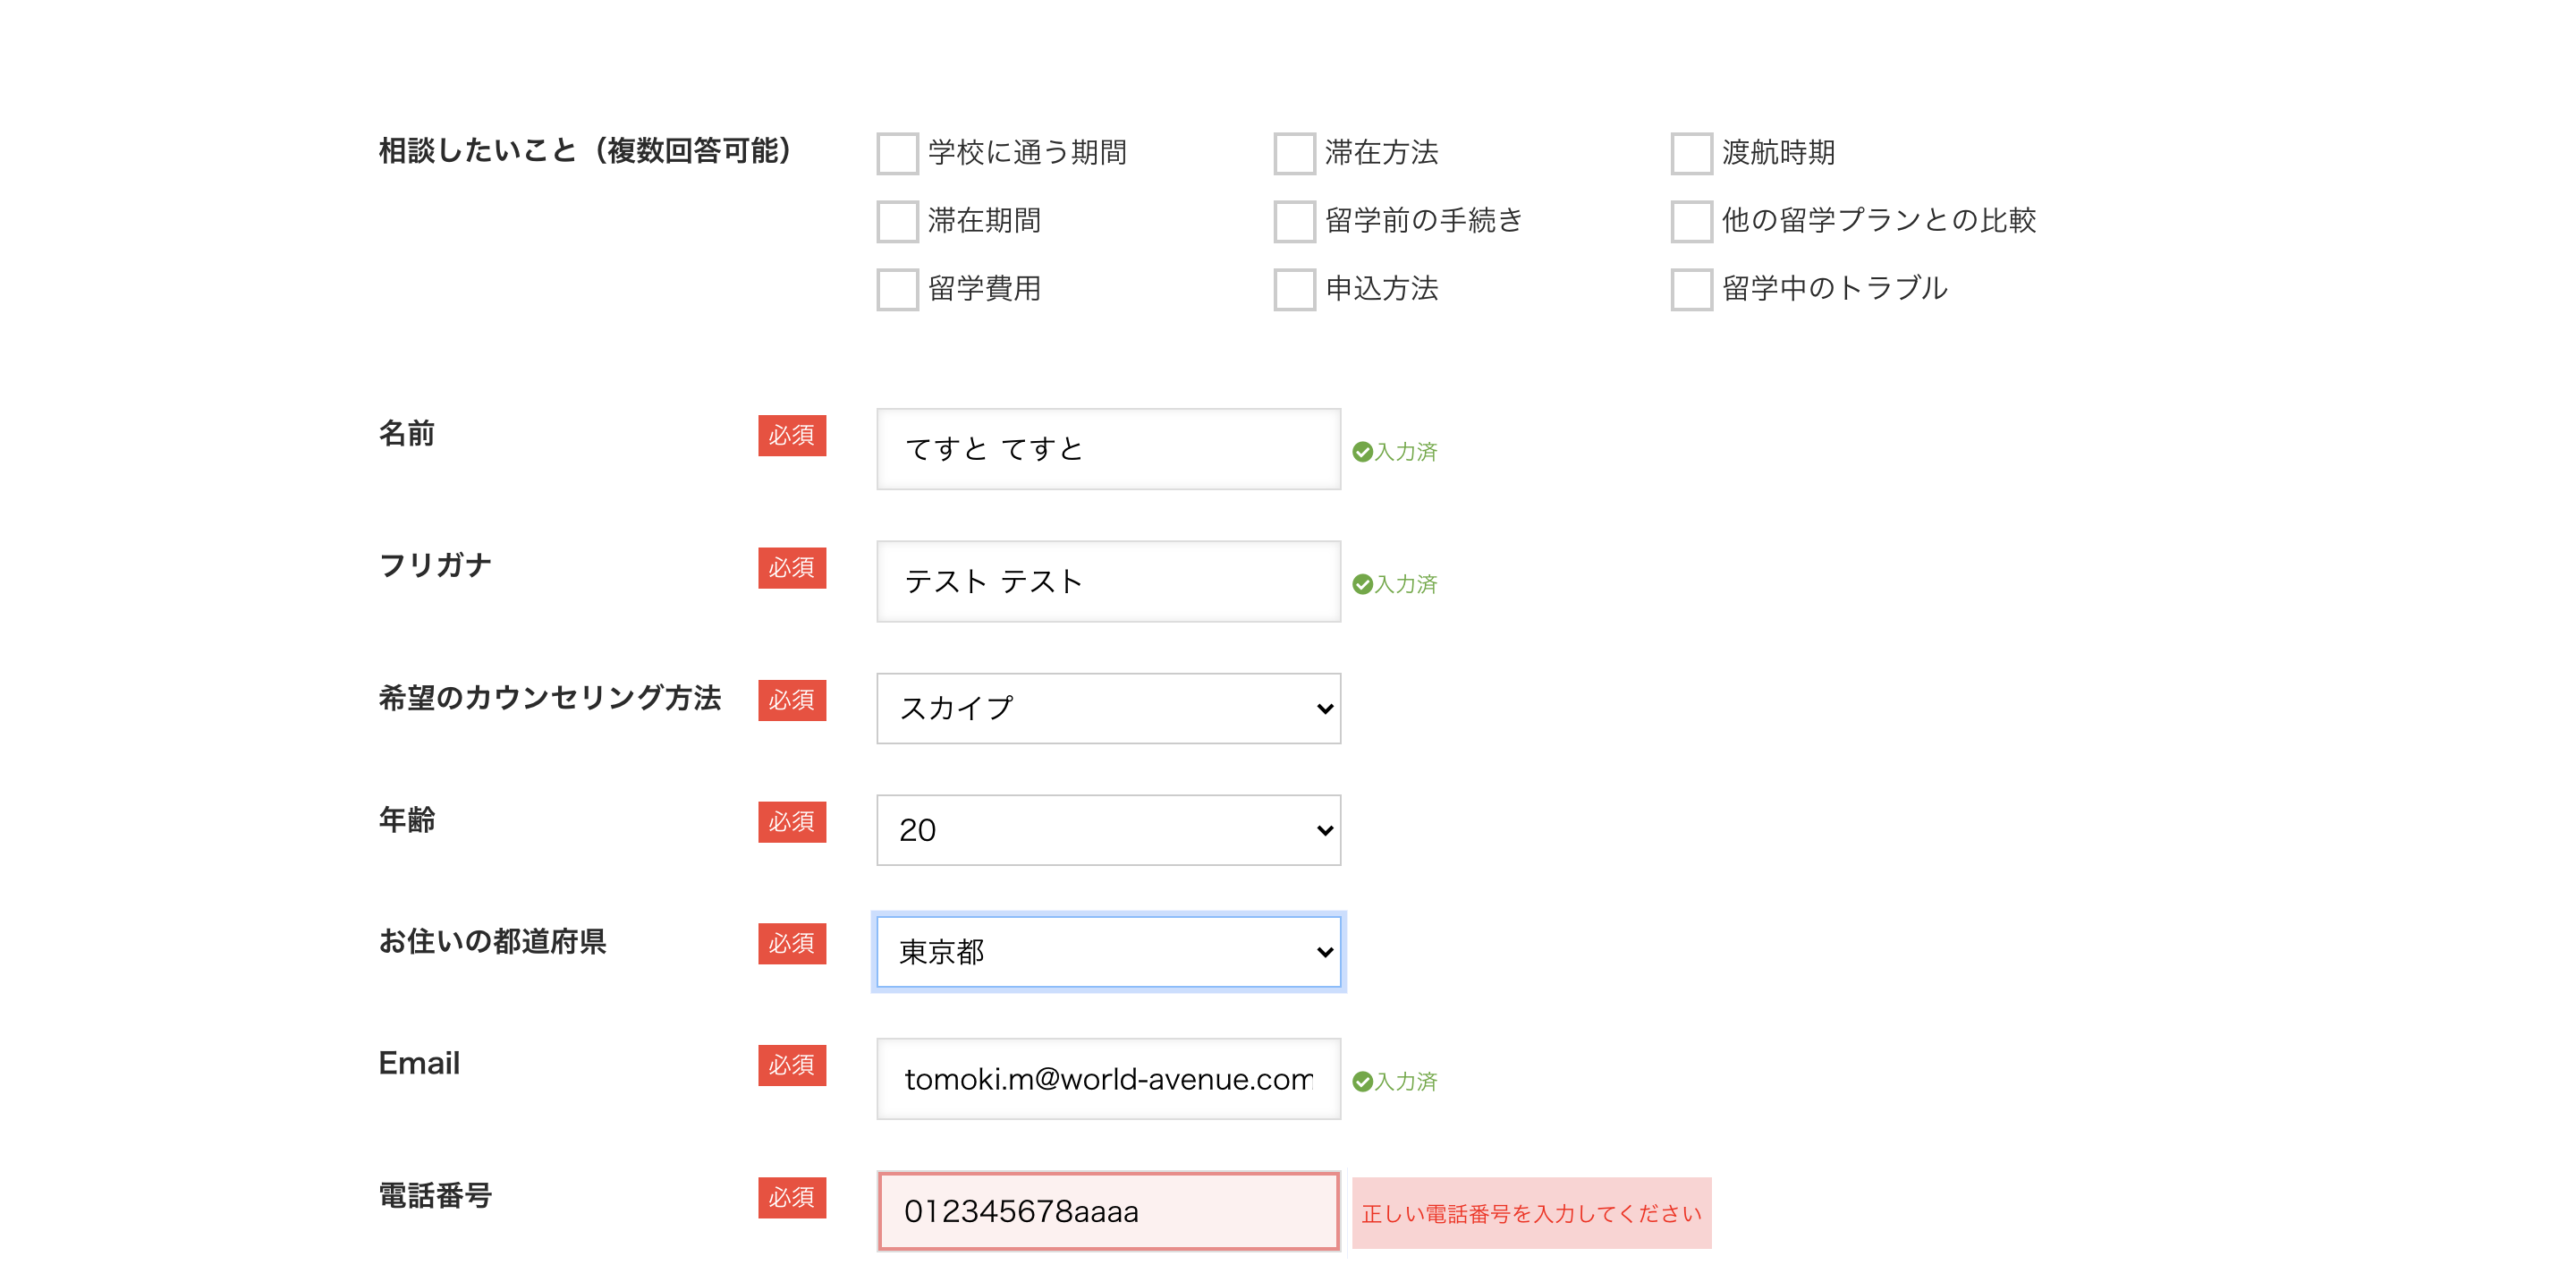 相談したいこと（複数回答可能）
学校に通う期間 滞在方法 渡航時期
滞在期間 留学前の手続き 他の留学プランとの比較
留学費用 申込方法 留学中のトラブル
名前 必須 てすと てすと 入力済
フリガナ 必須 テスト テスト 入力済
希望のカウンセリング方法 必須 スカイプ
年齢 必須 20
お住いの都道府県 必須 東京都
Email 必須 tomoki.m@world-avenue.com 入力済
電話番号 必須 012345678aaaa 正しい電話番号を入力してください